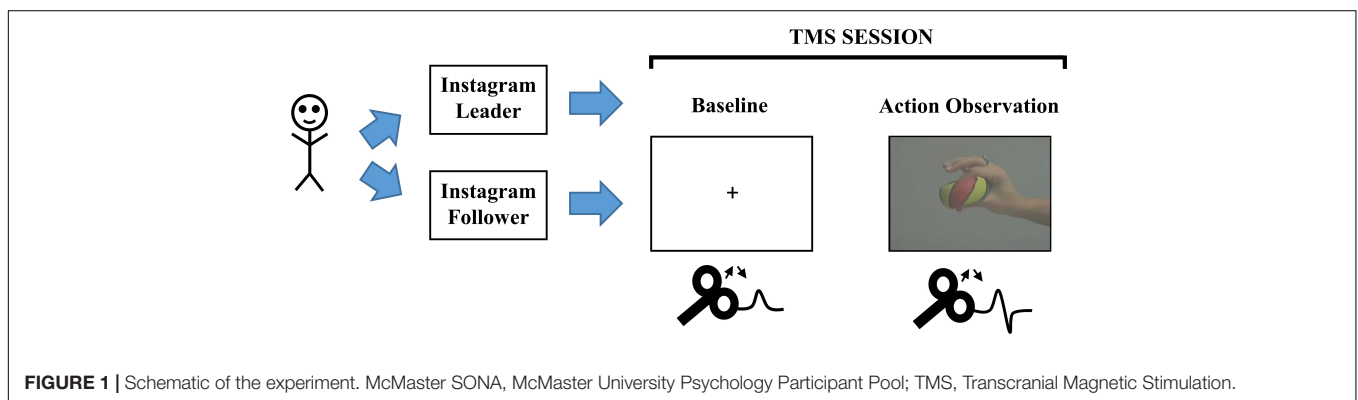 TMS SESSION
Instagram
Leader
Baseline
Action Observation
Instagram
Follower
+
FIGURE 1 | Schematic of the experiment. McMaster SONA, McMaster University Psychology Participant Pool; TMS, Transcranial Magnetic Stimulation.